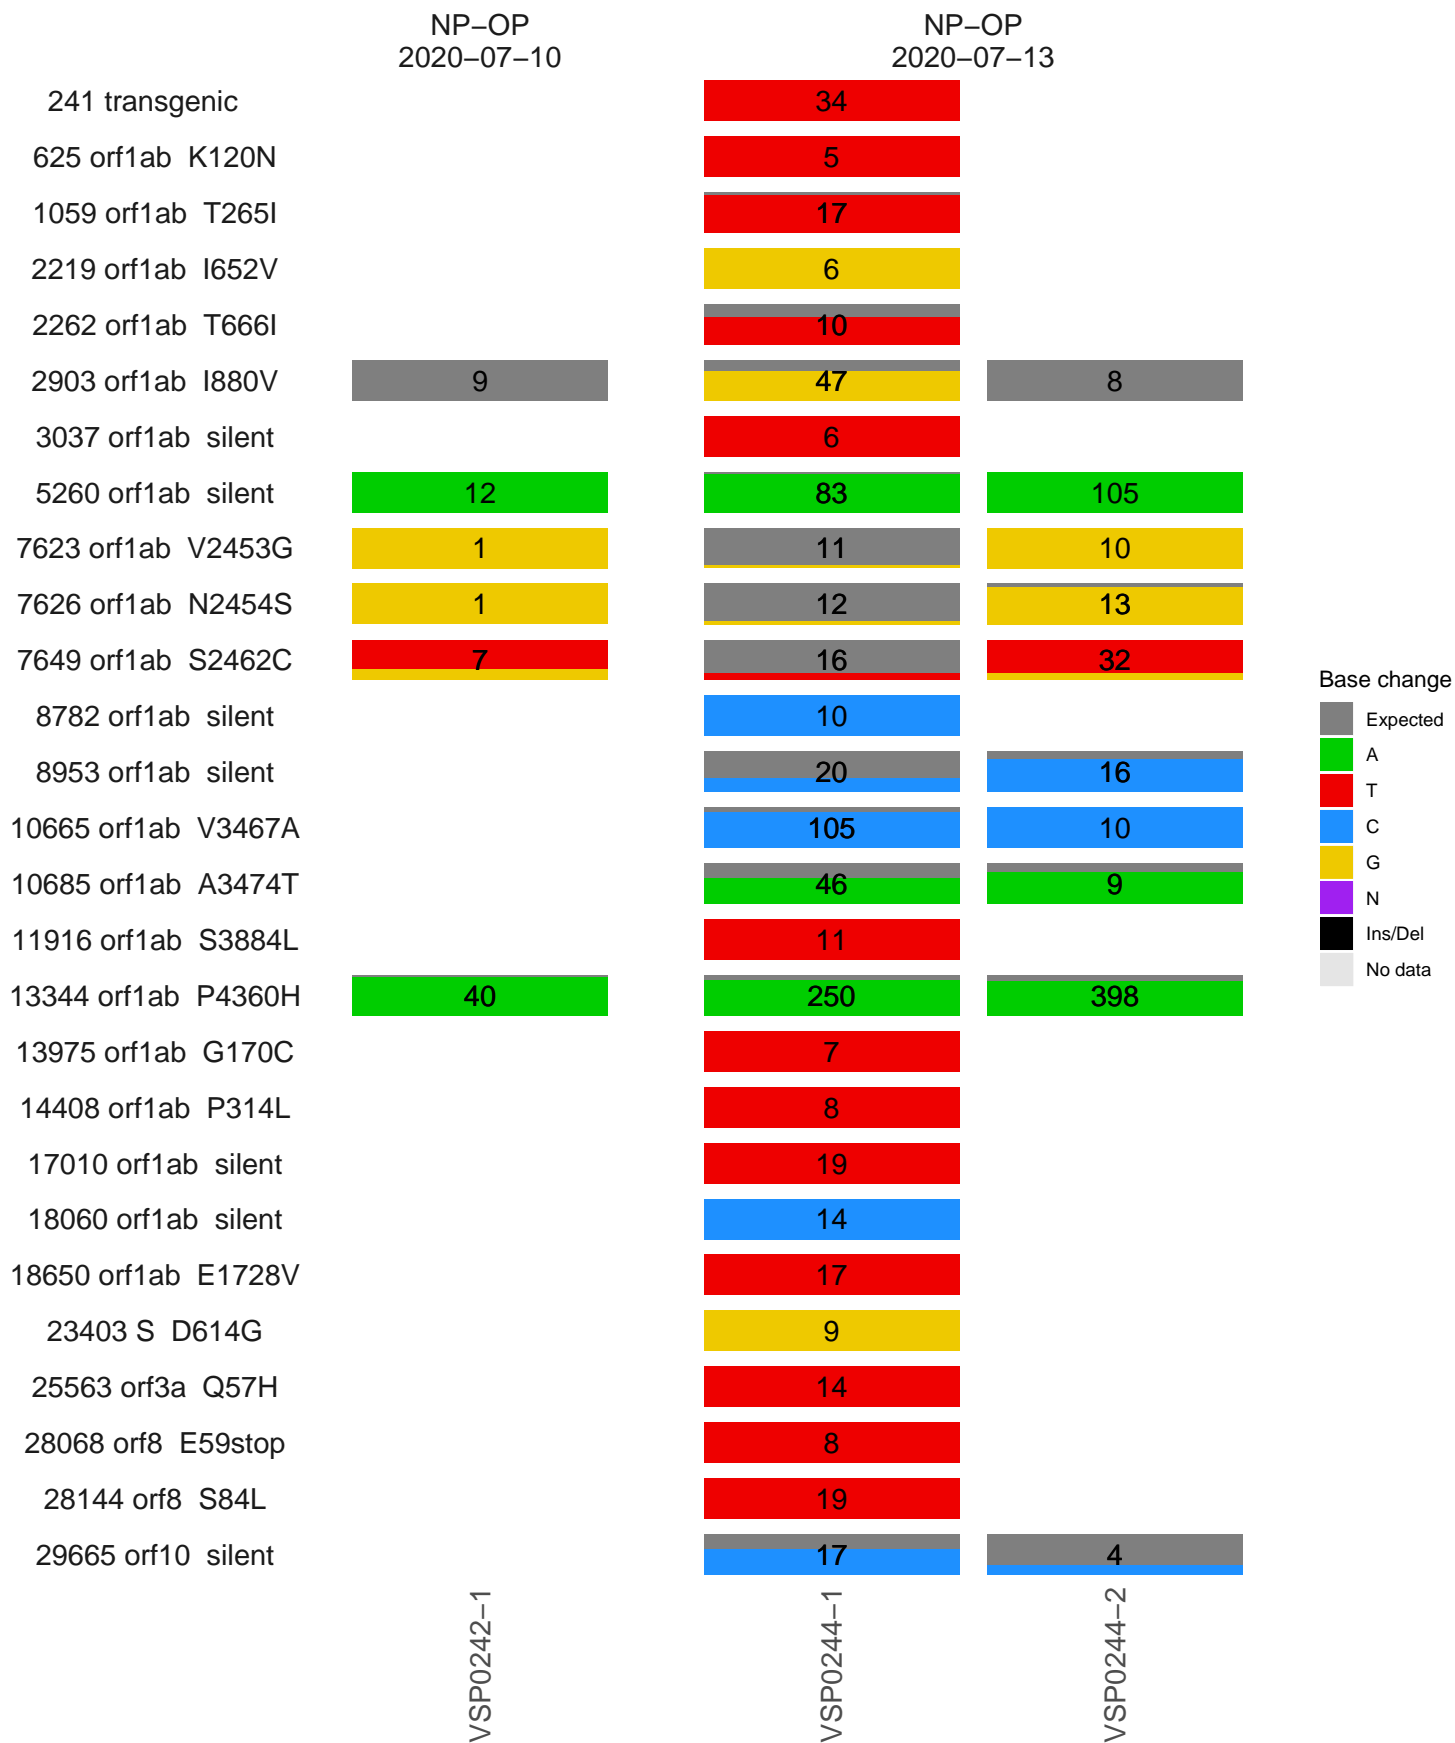 NP−OP NP−OP
2020−07−10 2020−07−13
241 transgenic 34
625 orf1ab K120N 5
1059 orf1ab T265I 17
2219 orf1ab I652V 6
2262 orf1ab T666I 10
2903 orf1ab I880V 9 47 8
3037 orf1ab silent 6
5260 orf1ab silent 12 83 105
7623 orf1ab V2453G 1 11 10
7626 orf1ab N2454S 1 12 13
7649 orf1ab S2462C 7 16 32
8782 orf1ab silent 10
8953 orf1ab silent 20 16
10665 orf1ab V3467A 105 10
10685 orf1ab A3474T 46 9
11916 orf1ab S3884L 11
13344 orf1ab P4360H 40 250 398
13975 orf1ab G170C 7
14408 orf1ab P314L 8
17010 orf1ab silent 19
18060 orf1ab silent 14
18650 orf1ab E1728V 17
23403 S D614G 9
25563 orf3a Q57H 14
28068 orf8 E59stop 8
28144 orf8 S84L 19
29665 orf10 silent 17 4
VSP0242−1
VSP0244−1
VSP0244−2
Base change
Expected
A
T
C
G
N
Ins/Del
No data